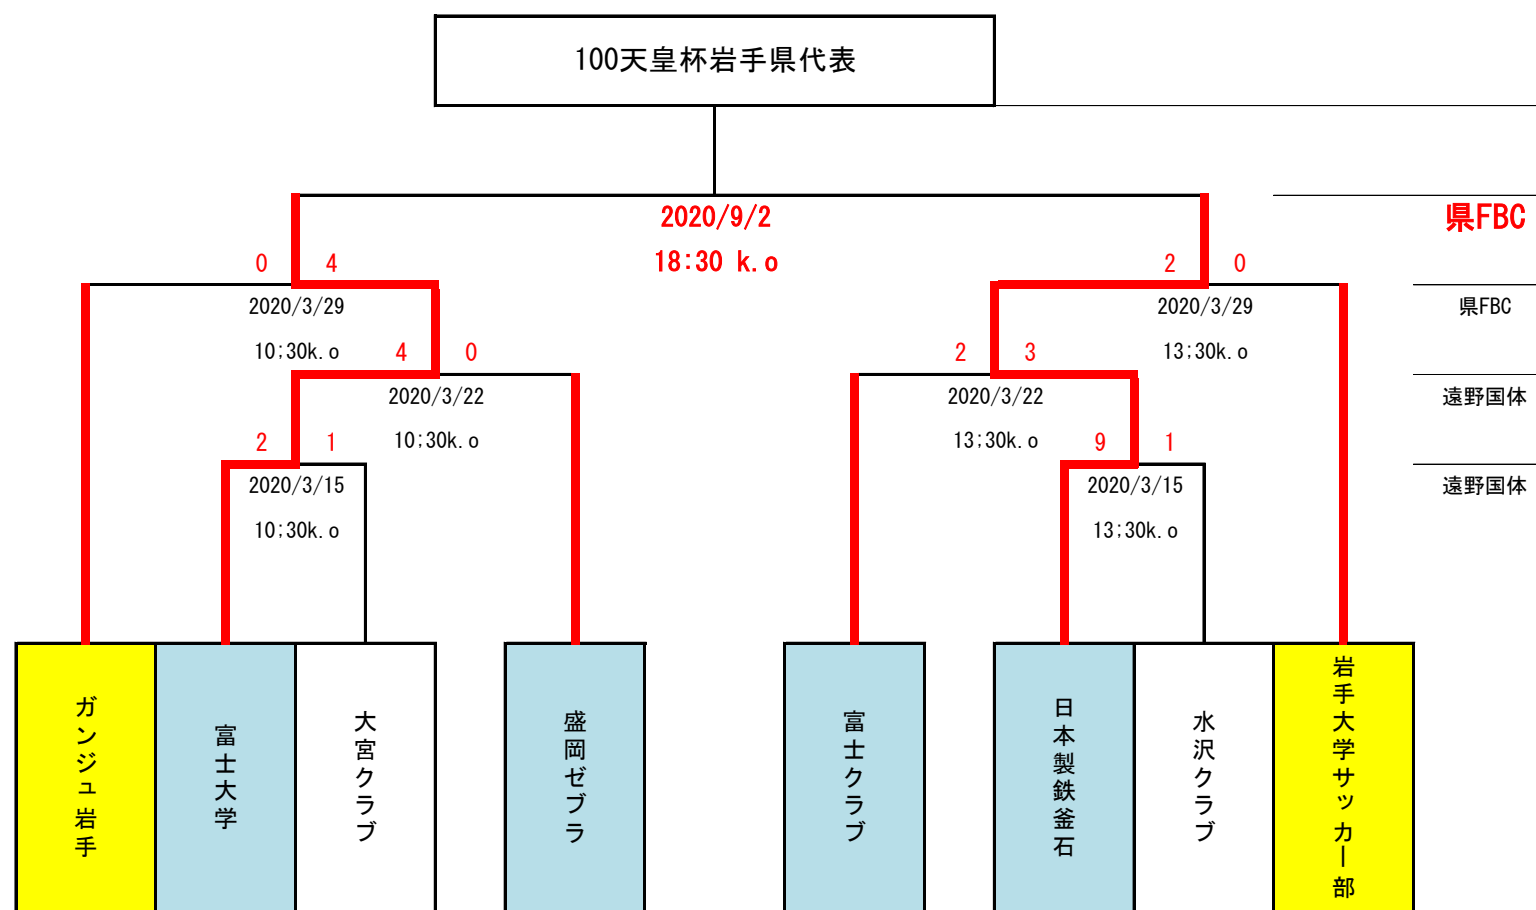 100天皇杯岩手県代表
2020/9/2
県FBC
18:30 k.o
0 4
2 0
2020/3/29
2020/3/29
県FBC
10;30k.o
4 0
2 3
13;30k.o
2020/3/22
2020/3/22
遠野国体
2 1
10;30k.o
13;30k.o
9 1
2020/3/15
2020/3/15
遠野国体
10;30k.o
13;30k.o
ガンジュ岩手
富士大学
大宮クラブ
盛岡ゼブラ
富士クラブ
日本製鉄釜石
水沢クラブ
岩手大学サッカー部